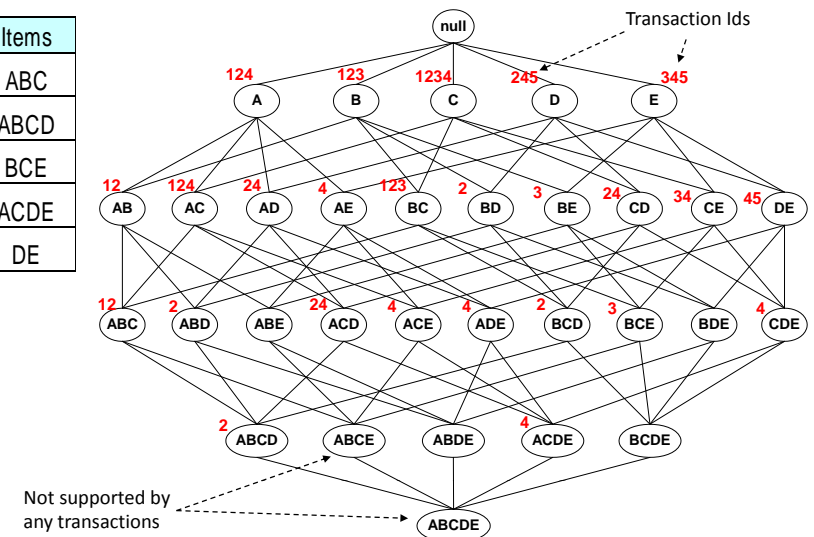 Items
ABC
ABCD
BCE
ACDE
DE
null
Transaction Ids
124
123
1234
245
345
A
B
C
D
E
12
124
24
4
123
2
3
24
34
45
AB
AC
AD
AE
BC
BD
BE
CD
CE
DE
12
2
24
4
4
2
3
4
ABC
ABD
ABE
ACD
ACE
ADE
BCD
BCE
BDE
CDE
2
4
ABCD
ABCE
ABDE
ACDE
BCDE
Not supported by
any transactions
ABCDE